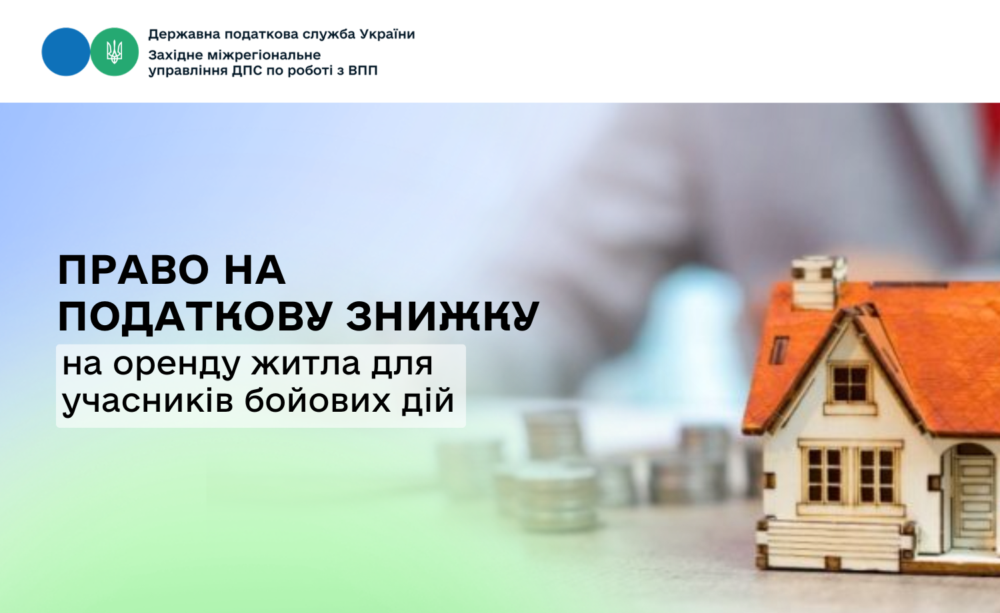 Державна податкова служба України
Західне міжрегіональне
управління ДПС по роботі з ВПП
ПРАВО НА
ПОДАТКОВУ ЗНИЖКУ
на оренду житла для
учасників бойових дій